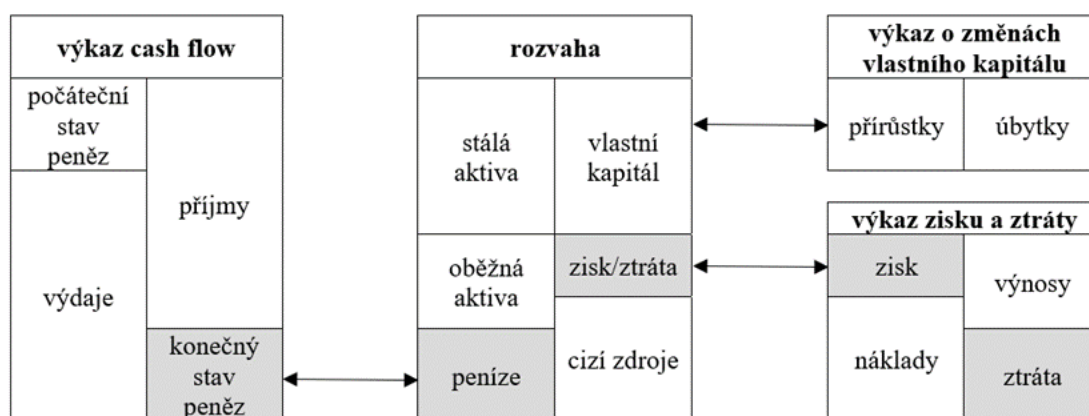 výkaz cash flow
počáteční
stav
peněz
příjmy
výdaje
konečný
stav
peněz
rozvaha
stálá
aktiva
vlastní
kapitál
oběžná
aktiva
zisk/ztráta
peníze
cizí zdroje
výkaz o změnách
vlastního kapitálu
přírůstky
úbytky
výkaz zisku a ztráty
zisk
výnosy
náklady
ztráta